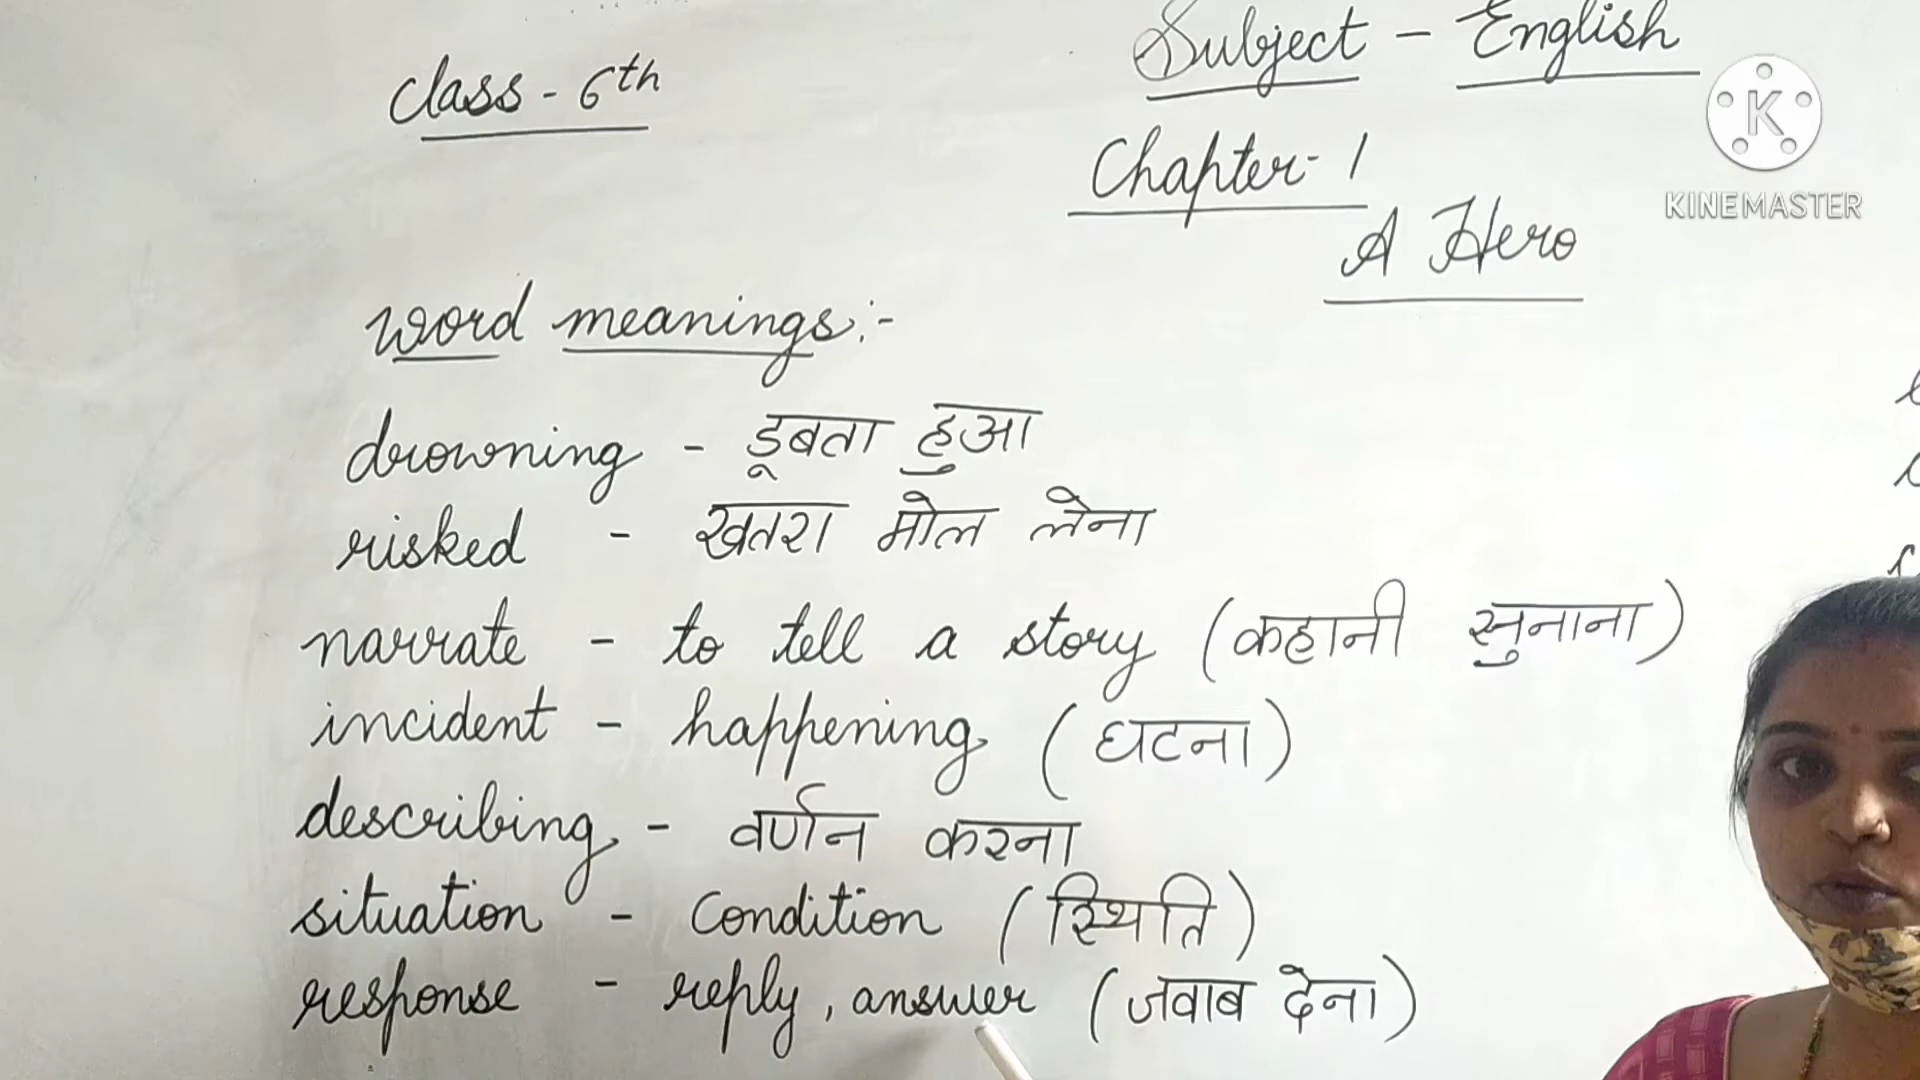 Class - 6th
Subject - English
Chapter - 1
A Hero
KINEMASTER
word meanings:-
drowning - डूबता हुआ
risked - खतरा मोल लेना
narrate - to tell a story (कहानी सुनाना)
incident - happening (घटना)
describing - वर्णन करना
situation - Condition (स्थिति)
response - reply, answer (जवाब देना)